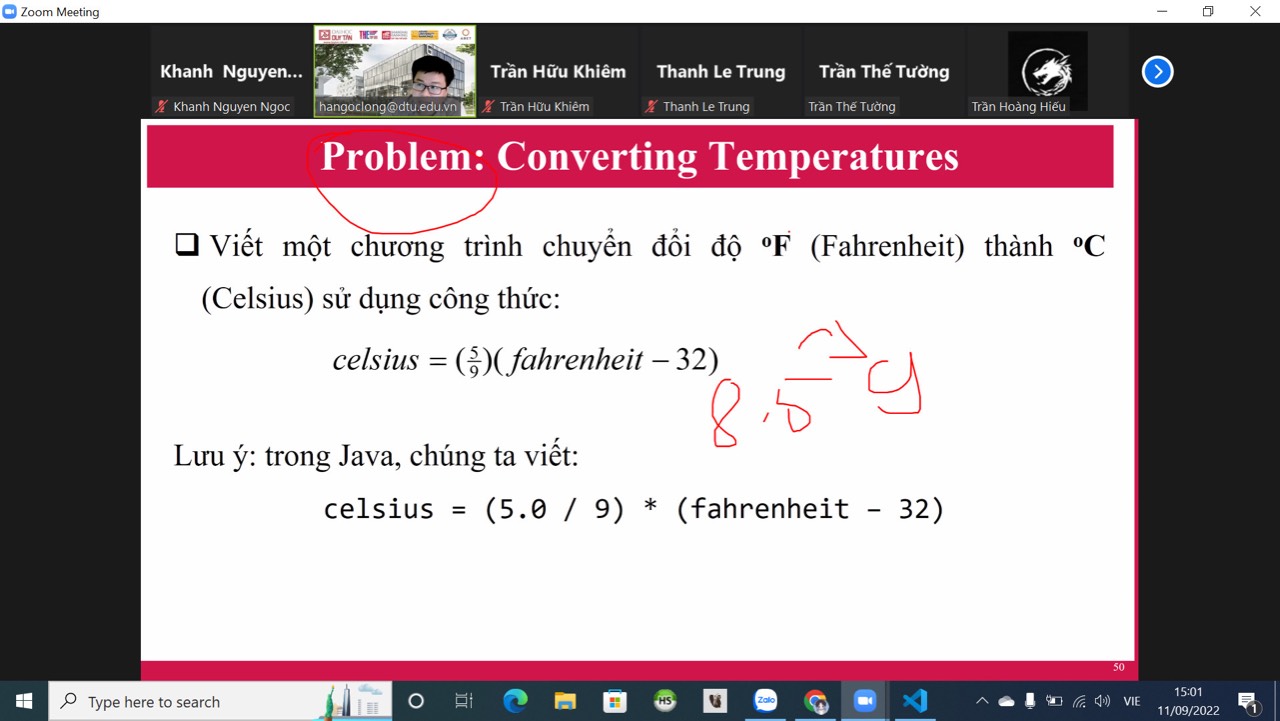 Zoom Meeting
Khanh Nguyen... Trần Hữu Khiêm Thanh Le Trung Trần Thế Tường
Khanh Nguyen Ngoc hangoclong@dtu.edu.vn Trần Hữu Khiêm Thanh Le Trung Trần Thế Tường Trần Hoàng Hiếu
Problem: Converting Temperatures
Viết một chương trình chuyển đổi độ ºF (Fahrenheit) thành ºC
(Celsius) sử dụng công thức:
celsius = (5/9)(fahrenheit − 32)
8.5
Lưu ý: trong Java, chúng ta viết:
celsius = (5.0 / 9) * (fahrenheit – 32)
50
Type here to search
HS
Zalo
VIE
15:01
11/09/2022
1